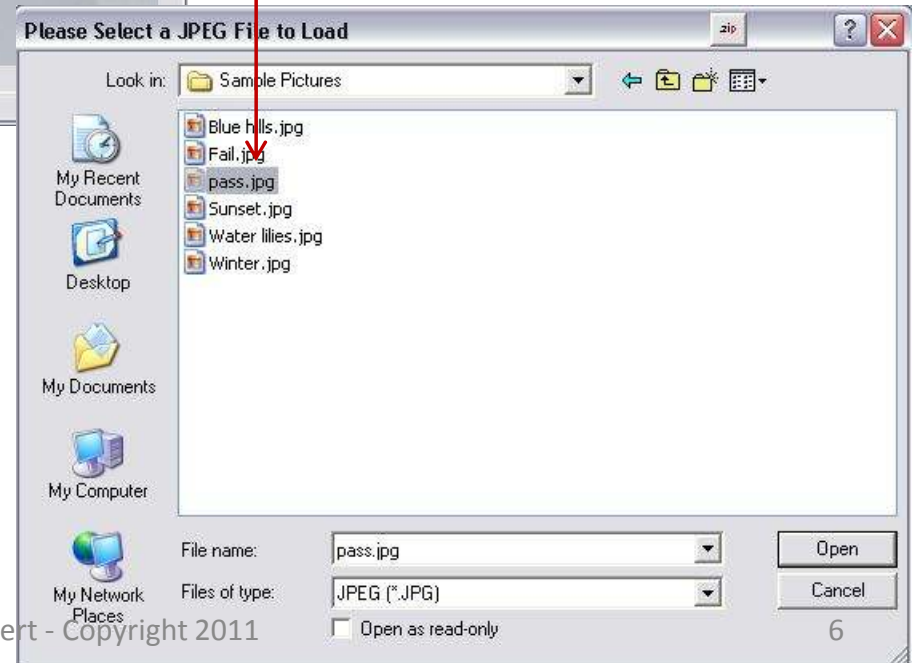 Please Select a JPEG File to Load
.zip
Look in: Sample Pictures
Blue hills.jpg
Fail.jpg
pass.jpg
Sunset.jpg
Water lilies.jpg
Winter.jpg
My Recent
Documents
Desktop
My Documents
My Computer
My Network
Places
File name: pass.jpg Open
Files of type: JPEG (*.JPG) Cancel
Open as read-only
ert - Copyright 2011
6